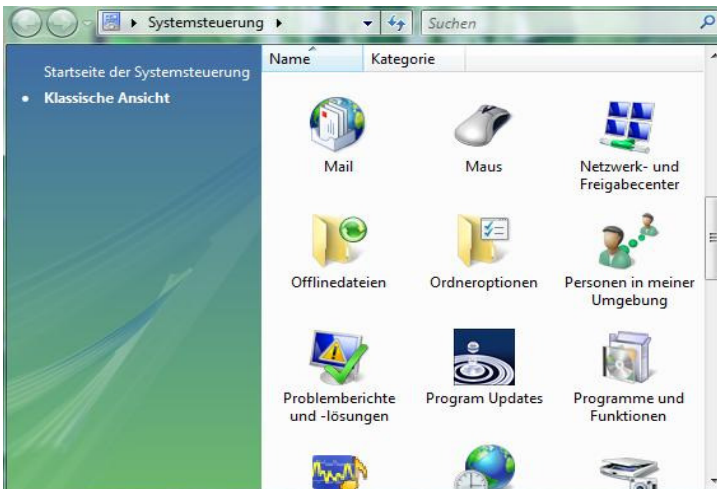 Systemsteuerung
Suchen
Startseite der Systemsteuerung
Klassische Ansicht
Name Kategorie
Mail Maus Netzwerk- und
Freigabecenter
Offlinedateien Ordneroptionen Personen in meiner
Umgebung
Problemberichte Program Updates Programme und
und -lösungen Funktionen